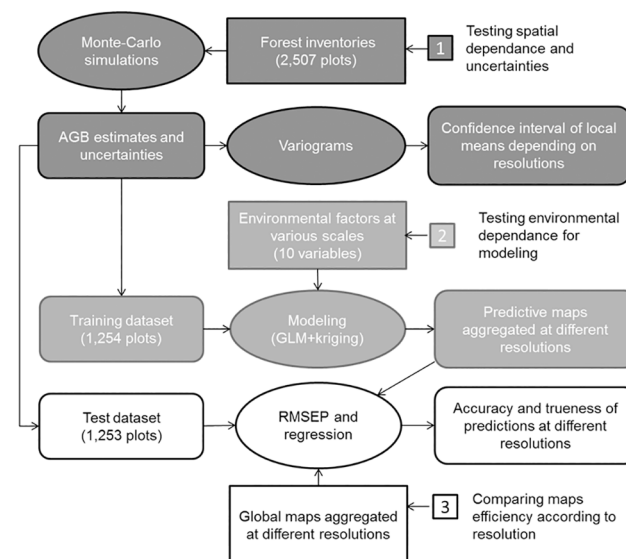 Monte-Carlo
simulations
Forest inventories
(2,507 plots)
1
Testing spatial
dependance and
uncertainties
AGB estimates and
uncertainties
Variograms
Confidence interval of local
means depending on
resolutions
Environmental factors at
various scales
(10 variables)
2
Testing environmental
dependance for
modeling
Training dataset
(1,254 plots)
Modeling
(GLM+kriging)
Predictive maps
aggregated at different
resolutions
Test dataset
(1,253 plots)
RMSEP and
regression
Accuracy and trueness of
predictions at different
resolutions
Global maps aggregated
at different resolutions
3
Comparing maps
efficiency according to
resolution